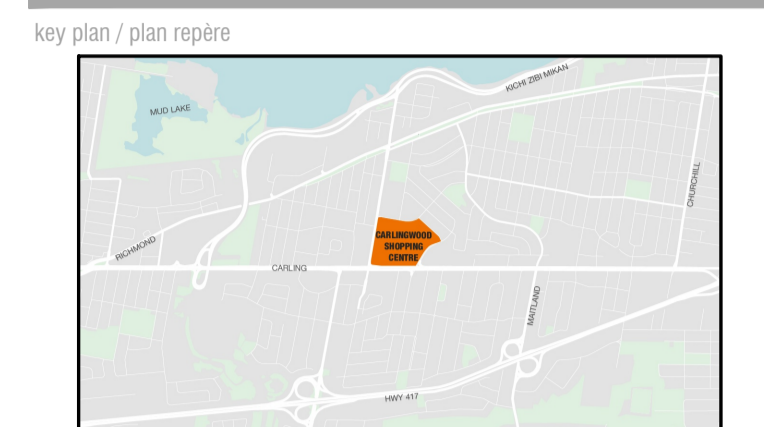 key plan / plan repère
KICHI ZIBI MIKAN
MUD LAKE
CHURCHILL
CARLINGWOOD
SHOPPING
CENTRE
RICHMOND
CARLING
MAITLAND
HWY 417